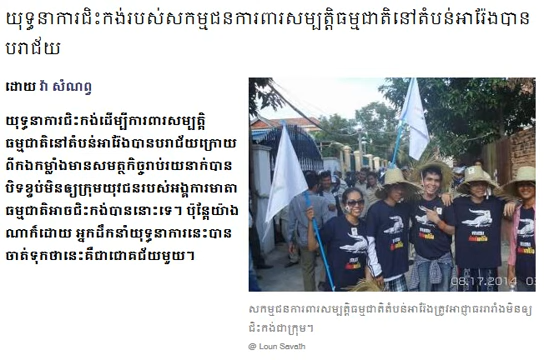 យុទ្ធនាការជិះកង់របស់សកម្មជនការពារសម្បត្តិធម្មជាតិនៅតំបន់អារ៉ែងបាន
បរាជ័យ
ដោយ វ៉ា សំណព្វ
យុទ្ធនាការជិះកង់ដើម្បីការពារសម្បត្តិ
ធម្មជាតិនៅតំបន់អារ៉ែងបានបរាជ័យក្រោយ
ពីកងកម្លាំងមានសមត្ថកិច្ចរាប់រយនាក់បាន
បិទខ្ទប់មិនឲ្យក្រុមយុវជនរបស់អង្គការមាតា
ធម្មជាតិអាចជិះកង់បាននោះទេ។ ប៉ុន្តែយ៉ាង
ណាក៏ដោយ អ្នកដឹកនាំយុទ្ធនាការនេះបាន
ចាត់ទុកថានេះគឺជាជោគជ័យមួយ។
08.17.2014
សកម្មជនការពារសម្បត្តិធម្មជាតិតំបន់អារ៉ែងត្រូវអាជ្ញាធររារាំងមិនឲ្យ
ជិះកង់ជាក្រុម។
@ Loun Savath